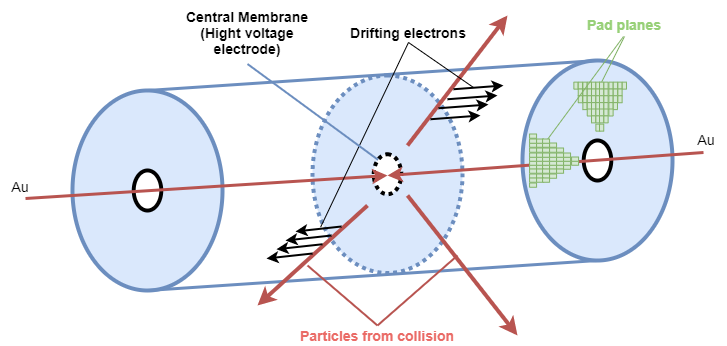 Central Membrane
(Hight voltage
electrode)
Drifting electrons
Pad planes
Au
Au
Particles from collision